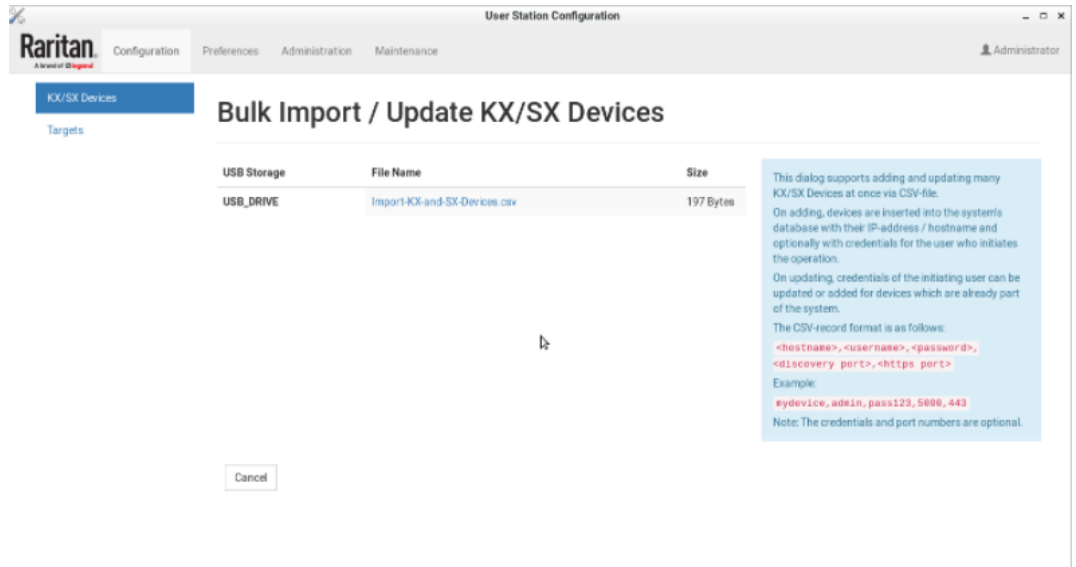 User Station Configuration
Raritan.
A brand of legrand
Configuration Preferences Administration Maintenance Administrator
KX/SX Devices
Targets
Bulk Import / Update KX/SX Devices
USB Storage File Name Size
USB_DRIVE Import-KX-and-SX-Devices.csv 197 Bytes
This dialog supports adding and updating many
KX/SX Devices at once via CSV-file.
On adding, devices are inserted into the system's
database with their IP-address / hostname and
optionally with credentials for the user who initiates
the operation.
On updating, credentials of the initiating user can be
updated or added for devices which are already part
of the system.
The CSV-record format is as follows:
<hostname>,<username>,<password>,
<discovery port>,<https port>
Example:
mydevice,admin,pass123,5000,443
Note: The credentials and port numbers are optional.
Cancel